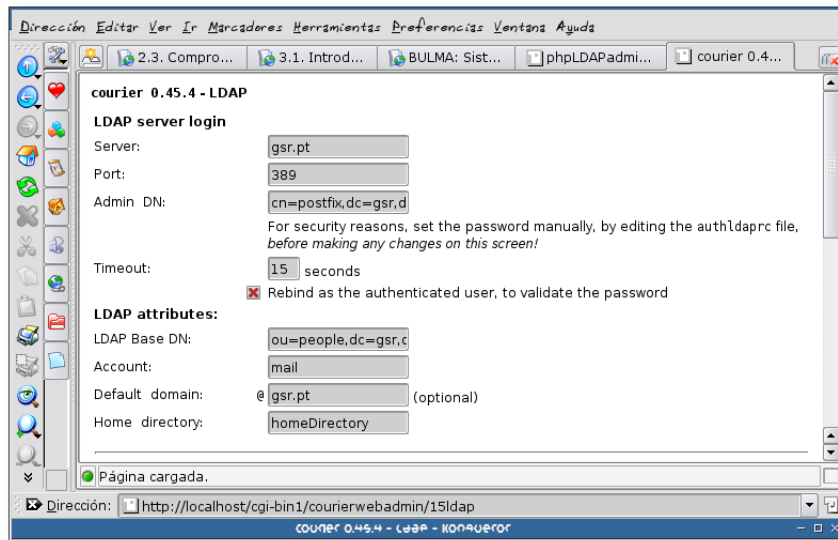 Dirección Editar Ver Ir Marcadores Herramientas Preferencias Ventana Ayuda
2.3. Compro... 3.1. Introd... BULMA: Sist... phpLDAPadmi... courier 0.4...
courier 0.45.4 - LDAP
LDAP server login
Server: gsr.pt
Port: 389
Admin DN: cn=postfix,dc=gsr,d
For security reasons, set the password manually, by editing the authldaprc file,
before making any changes on this screen!
Timeout: 15 seconds
Rebind as the authenticated user, to validate the password
LDAP attributes:
LDAP Base DN: ou=people,dc=gsr,c
Account: mail
Default domain: @ gsr.pt (optional)
Home directory: homeDirectory
Página cargada.
Dirección: http://localhost/cgi-bin1/courierwebadmin/15ldap
courier 0.45.4 - LDAP - Konqueror